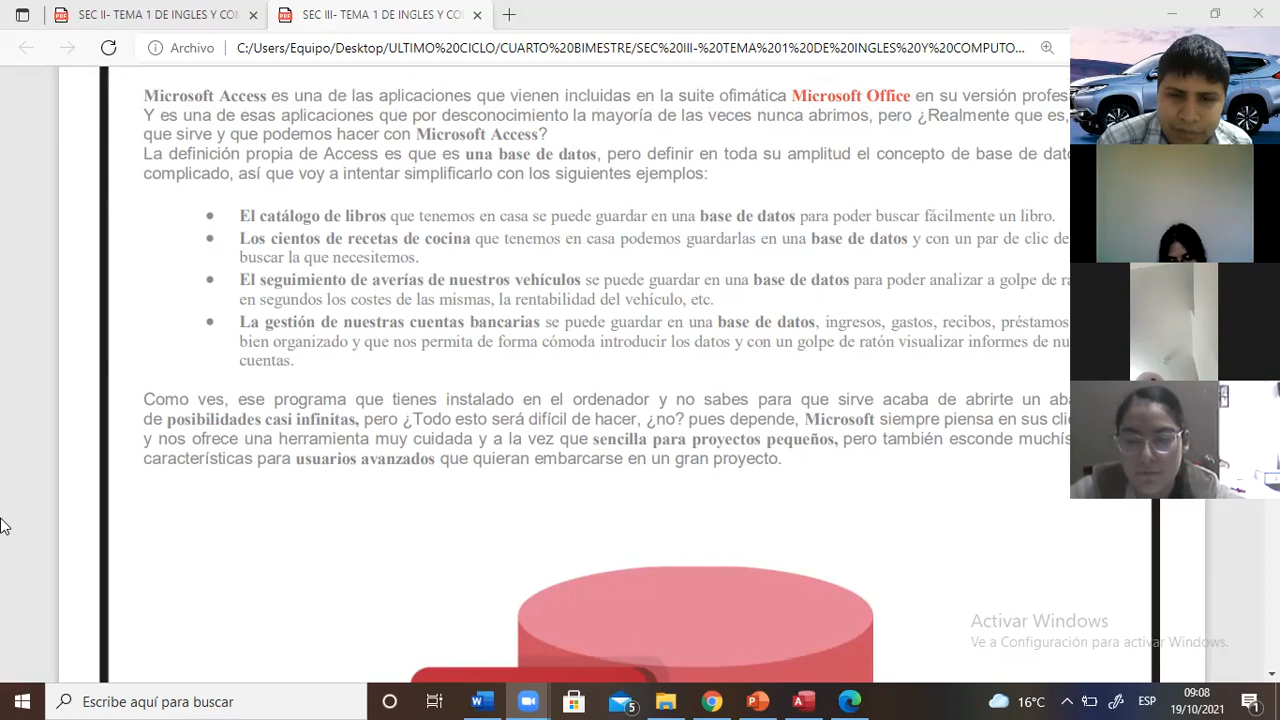 SEC II- TEMA 1 DE INGLES Y COM
SEC III- TEMA 1 DE INGLES Y CO
Archivo
C:/Users/Equipo/Desktop/ULTIMO%20CICLO/CUARTO%20BIMESTRE/SEC%20III-%20TEMA%201%20DE%20INGLES%20Y%20COMPUTO...
Microsoft Access es una de las aplicaciones que vienen incluidas en la suite ofimática Microsoft Office en su versión profes
Y es una de esas aplicaciones que por desconocimiento la mayoría de las veces nunca abrimos, pero ¿Realmente que es,
que sirve y que podemos hacer con Microsoft Access?
La definición propia de Access es que es una base de datos, pero definir en toda su amplitud el concepto de base de dat
complicado, así que voy a intentar simplificarlo con los siguientes ejemplos:
• El catálogo de libros que tenemos en casa se puede guardar en una base de datos para poder buscar fácilmente un libro.
• Los cientos de recetas de cocina que tenemos en casa podemos guardarlas en una base de datos y con un par de clic de
buscar la que necesitemos.
• El seguimiento de averías de nuestros vehículos se puede guardar en una base de datos para poder analizar a golpe de ra
en segundos los costes de las mismas, la rentabilidad del vehículo, etc.
• La gestión de nuestras cuentas bancarias se puede guardar en una base de datos, ingresos, gastos, recibos, préstamos
bien organizado y que nos permita de forma cómoda introducir los datos y con un golpe de ratón visualizar informes de nu
cuentas.
Como ves, ese programa que tienes instalado en el ordenador y no sabes para que sirve acaba de abrirte un aba
de posibilidades casi infinitas, pero ¿Todo esto será difícil de hacer, ¿no? pues depende, Microsoft siempre piensa en sus cli
y nos ofrece una herramienta muy cuidada y a la vez que sencilla para proyectos pequeños, pero también esconde muchís
características para usuarios avanzados que quieran embarcarse en un gran proyecto.
Activar Windows
Ve a Configuración para activar Windows.
Escribe aquí para buscar
5
16°C
ESP
09:08
19/10/2021
1